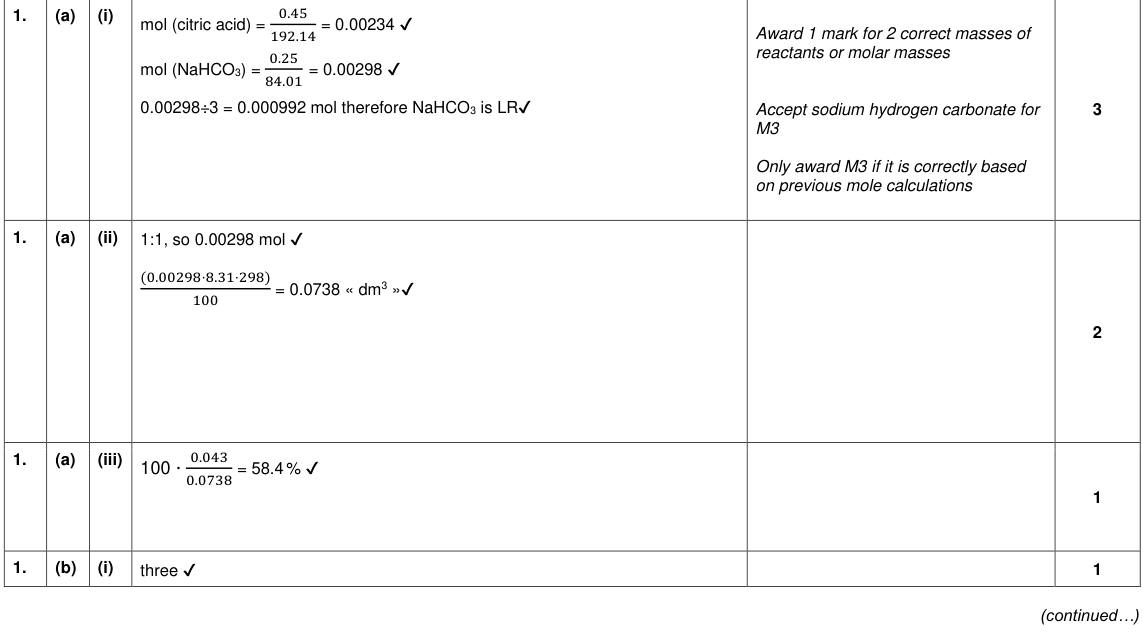 1. (a) (i) mol (citric acid) = 0.45/192.14 = 0.00234 ✓
mol (NaHCO₃) = 0.25/84.01 = 0.00298 ✓
0.00298÷3 = 0.000992 mol therefore NaHCO₃ is LR✓
Award 1 mark for 2 correct masses of
reactants or molar masses
Accept sodium hydrogen carbonate for
M3
Only award M3 if it is correctly based
on previous mole calculations
3
1. (a) (ii) 1:1, so 0.00298 mol ✓
(0.00298·8.31·298)/100 = 0.0738 « dm³ »✓
2
1. (a) (iii) 100 · 0.043/0.0738 = 58.4 % ✓
1
1. (b) (i) three ✓ 1
(continued…)